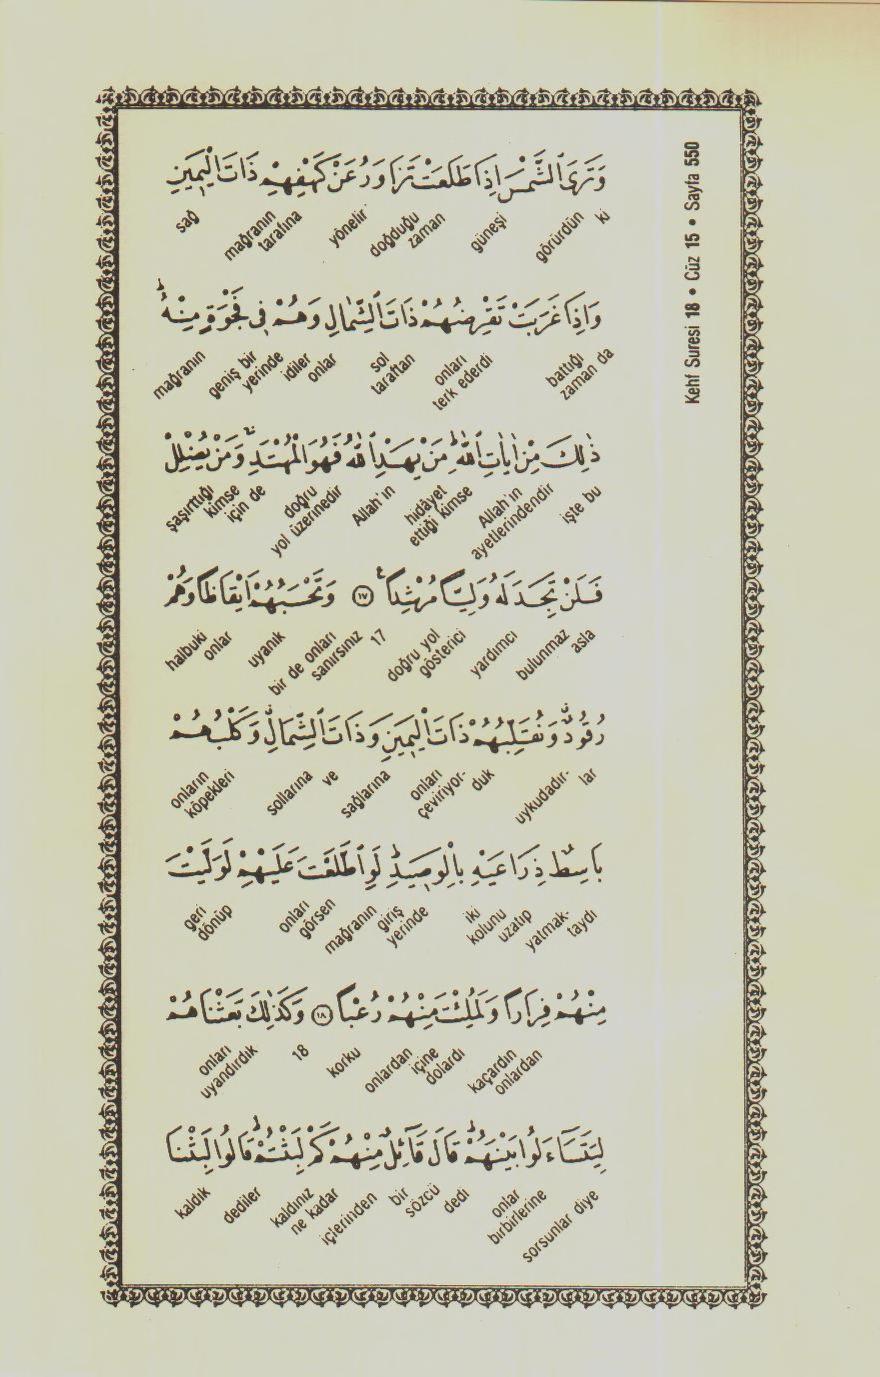 Kehf Suresi 18 • Cüz 15 • Sayfa 550
وَتَرَى الشَّمْسَ اِذَا طَلَعَتْ تَزَاوَرُ عَنْ كَهْفِهِمْ ذَاتَ الْيَمِينِ
ki görürdün güneşi doğduğu zaman yönelir mağranın tarafına sağ
وَاِذَا غَرَبَتْ تَقْرِضُهُمْ ذَاتَ الشِّمَالِ وَهُمْ فِى فَجْوَةٍ مِنْهُ
battığı zaman da onları terk ederdi sol taraftan onlar idiler geniş bir yerinde mağranın
ذٰلِكَ مِنْ اٰيَاتِ اللّٰهِ مَنْ يَهْدِ اللّٰهُ فَهُوَ الْمُهْتَدِ وَمَنْ يُضْلِلْ
işte bu Allah'ın ayetlerindendir hidâyet ettiği kimse Allah'ın doğru yol üzerinedir kimse için de şaşırttığı
فَلَنْ تَجِدَ لَهُ وَلِيًّا مُرْشِدًا ﴿١٧﴾ وَتَحْسَبُهُمْ اَيْقَاظًا وَهُمْ
asla bulunmaz yardımcı doğru yol gösterici 17 bir de onları sanırsınız uyanık halbuki onlar
رُقُودٌ وَنُقَلِّبُهُمْ ذَاتَ الْيَمِينِ وَذَاتَ الشِّمَالِ وَكَلْبُهُمْ
uykudadır- lar onları çeviriyor- duk sağlarına ve sollarına onların köpekleri
بَاسِطٌ ذِرَاعَيْهِ بِالْوَصِيدِ لَوِ اطَّلَعْتَ عَلَيْهِمْ لَوَلَّيْتَ
yatmak- taydı uzatıp iki kolunu giriş yerinde mağranın onları görsen geri dönüp
مِنْهُمْ فِرَارًا وَلَمُلِئْتَ مِنْهُمْ رُعْبًا ﴿١٨﴾ وَكَذٰلِكَ بَعَثْنَاهُمْ
kaçardın onlardan içine dolardı onlardan korku 18 onları uyandırdık
لِيَتَسَاءَلُوا بَيْنَهُمْ قَالَ قَائِلٌ مِنْهُمْ كَمْ لَبِثْتُمْ قَالُوا لَبِثْنَا
sorsunlar diye onlar birbirlerine dedi bir sözcü içlerinden ne kadar kaldınız dediler kaldık